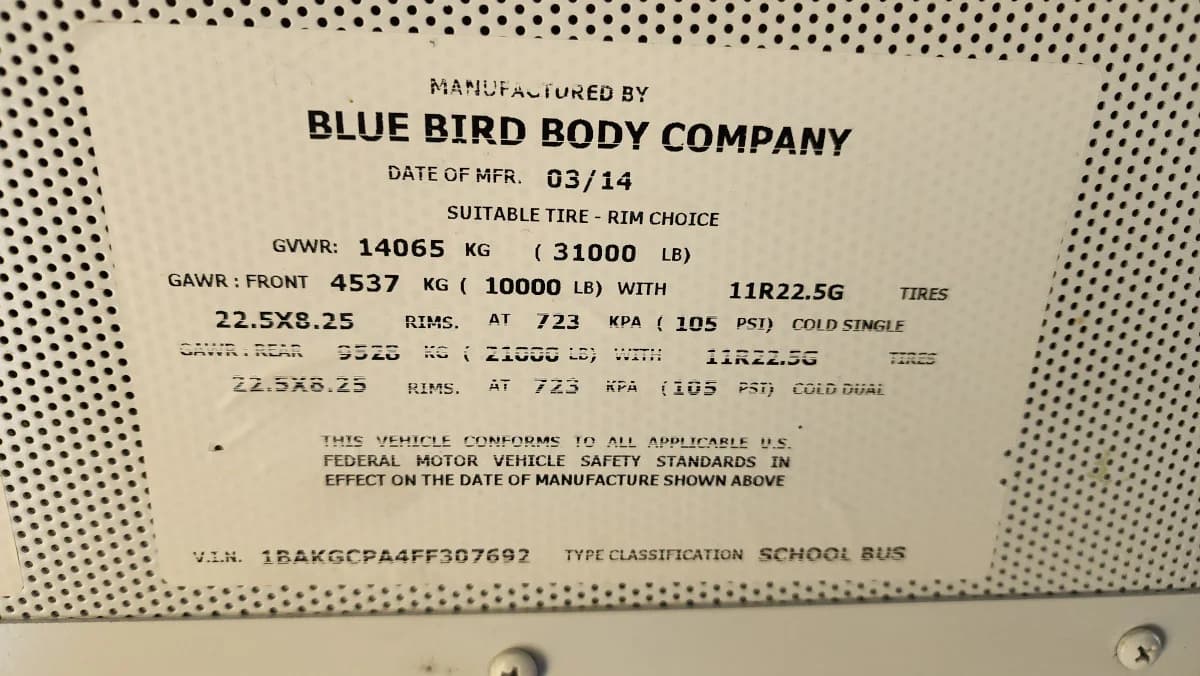 MANUFACTURED BY
BLUE BIRD BODY COMPANY
DATE OF MFR. 03/14
SUITABLE TIRE - RIM CHOICE
GVWR: 14065 KG ( 31000 LB)
GAWR : FRONT 4537 KG ( 10000 LB) WITH 11R22.5G TIRES
22.5X8.25 RIMS. AT 723 KPA ( 105 PSI) COLD SINGLE
GAWR : REAR 9528 KG ( 21000 LB) WITH 11R22.5G TIRES
22.5X8.25 RIMS. AT 723 KPA ( 105 PSI) COLD DUAL
THIS VEHICLE CONFORMS TO ALL APPLICABLE U.S.
FEDERAL MOTOR VEHICLE SAFETY STANDARDS IN
EFFECT ON THE DATE OF MANUFACTURE SHOWN ABOVE
V.I.N. 1BAKGCPA4FF307692 TYPE CLASSIFICATION SCHOOL BUS